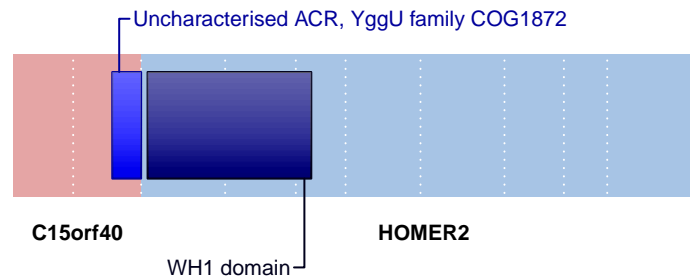 Uncharacterised ACR, YggU family COG1872
C15orf40
HOMER2
WH1 domain